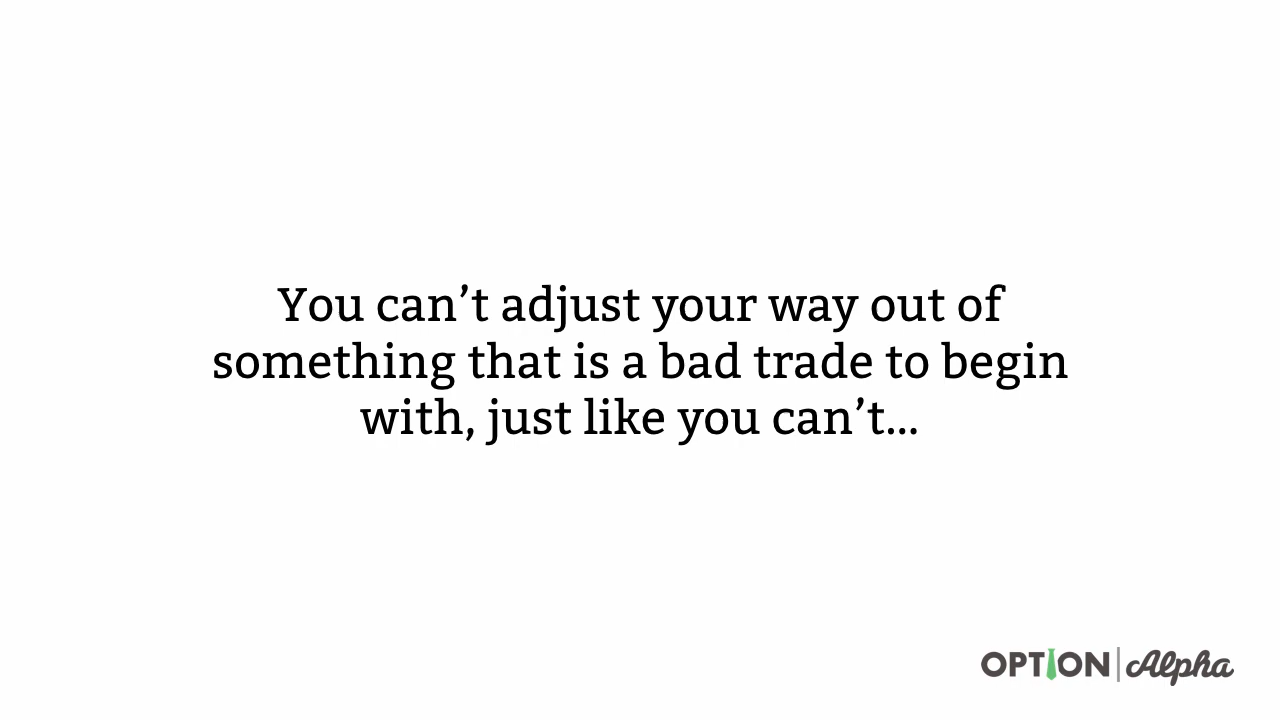 You can’t adjust your way out of
something that is a bad trade to begin
with, just like you can’t...
OPTION | Alpha